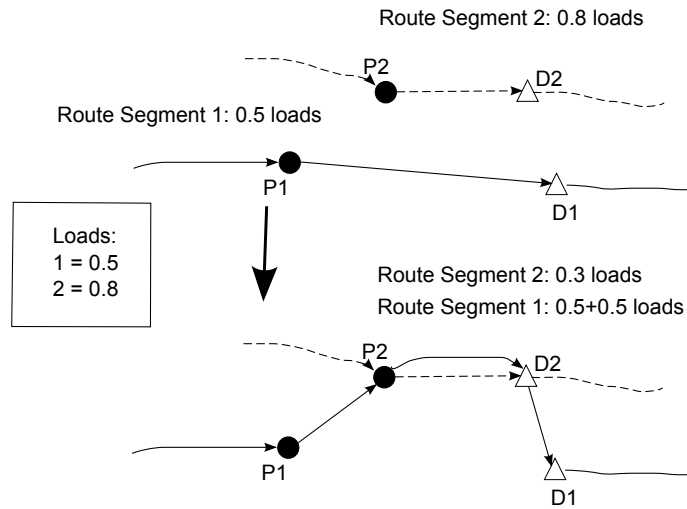 Route Segment 2: 0.8 loads
P2
D2
Route Segment 1: 0.5 loads
P1
D1
Loads:
1 = 0.5
2 = 0.8
Route Segment 2: 0.3 loads
Route Segment 1: 0.5+0.5 loads
P2
D2
P1
D1